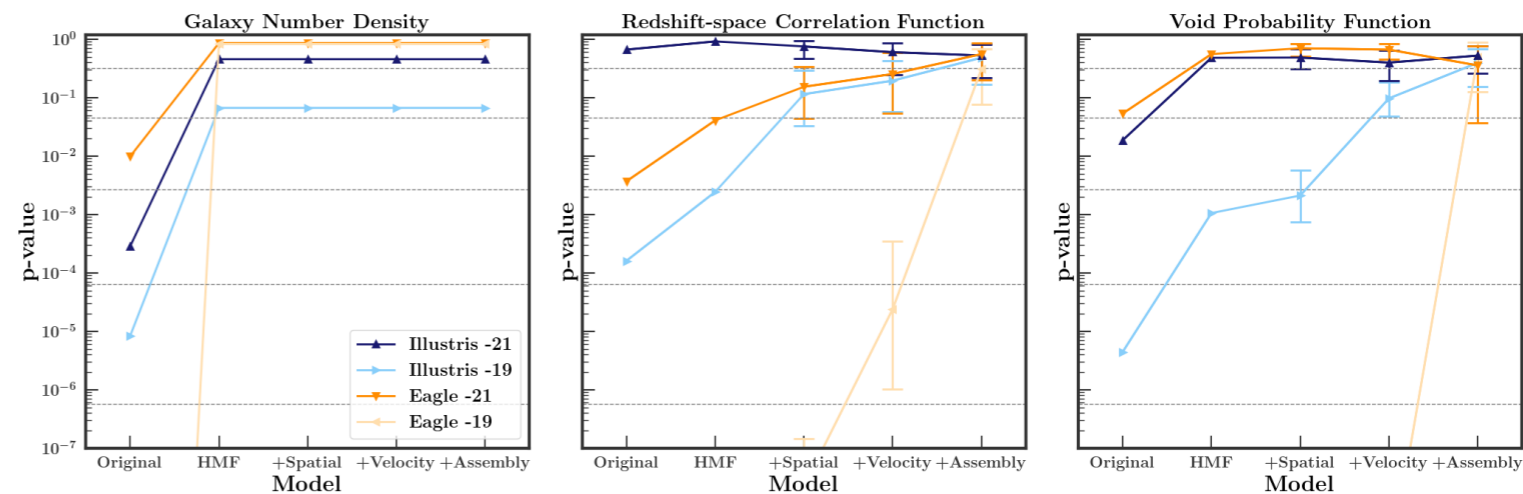 Galaxy Number Density
Redshift-space Correlation Function
Void Probability Function
10⁰
10⁻¹
10⁻²
10⁻³
10⁻⁴
10⁻⁵
10⁻⁶
10⁻⁷
p-value
p-value
p-value
Illustris -21
Illustris -19
Eagle -21
Eagle -19
Original HMF +Spatial +Velocity +Assembly
Original HMF +Spatial +Velocity +Assembly
Original HMF +Spatial +Velocity +Assembly
Model
Model
Model